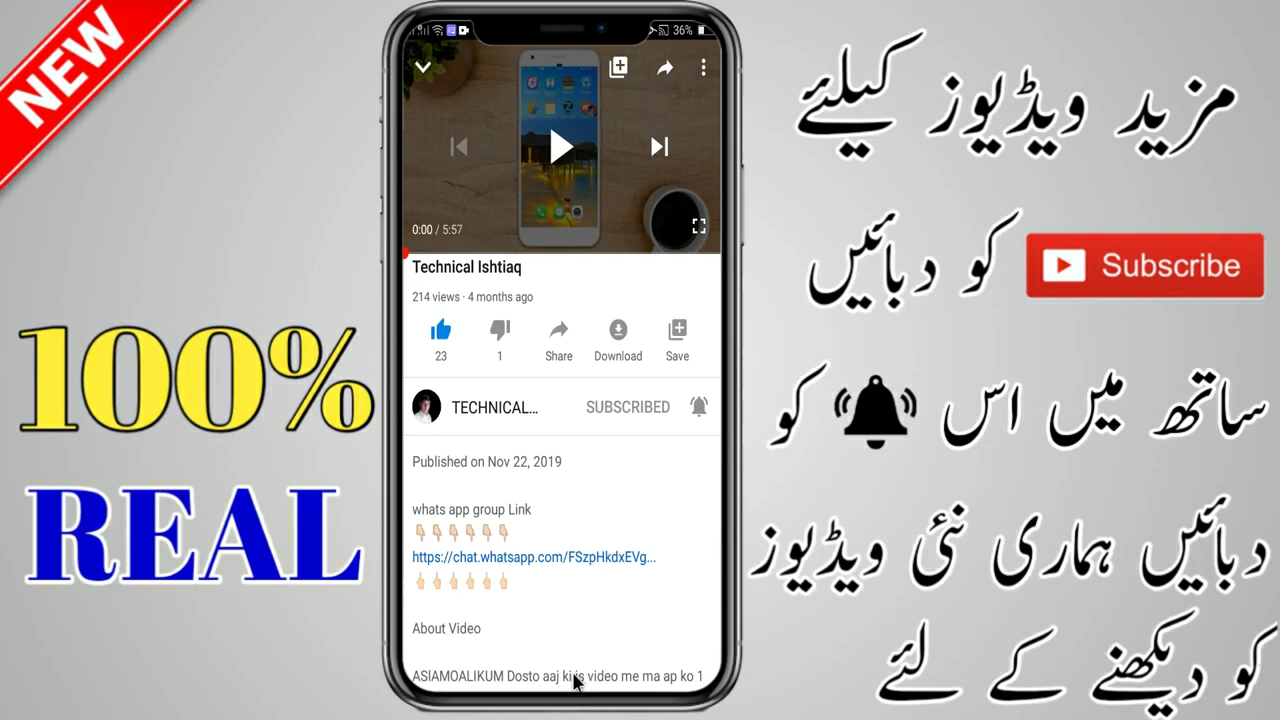 NEW
100%
REAL
36%
0:00 / 5:57
Technical Ishtiaq
214 views · 4 months ago
23
1
Share
Download
Save
TECHNICAL...
SUBSCRIBED
Published on Nov 22, 2019
whats app group Link
👇🏻👇🏻👇🏻👇🏻👇🏻👇🏻
https://chat.whatsapp.com/FSzpHkdxEVg...
👆🏻👆🏻👆🏻👆🏻👆🏻👆🏻
About Video
ASIAMOALIKUM Dosto aaj ki is video me ma ap ko 1
مزید ویڈیوز کیلئے
Subscribe کو دبائیں
ساتھ میں اس کو
دبائیں ہماری نئی ویڈیوز
کو دیکھنے کے لئے